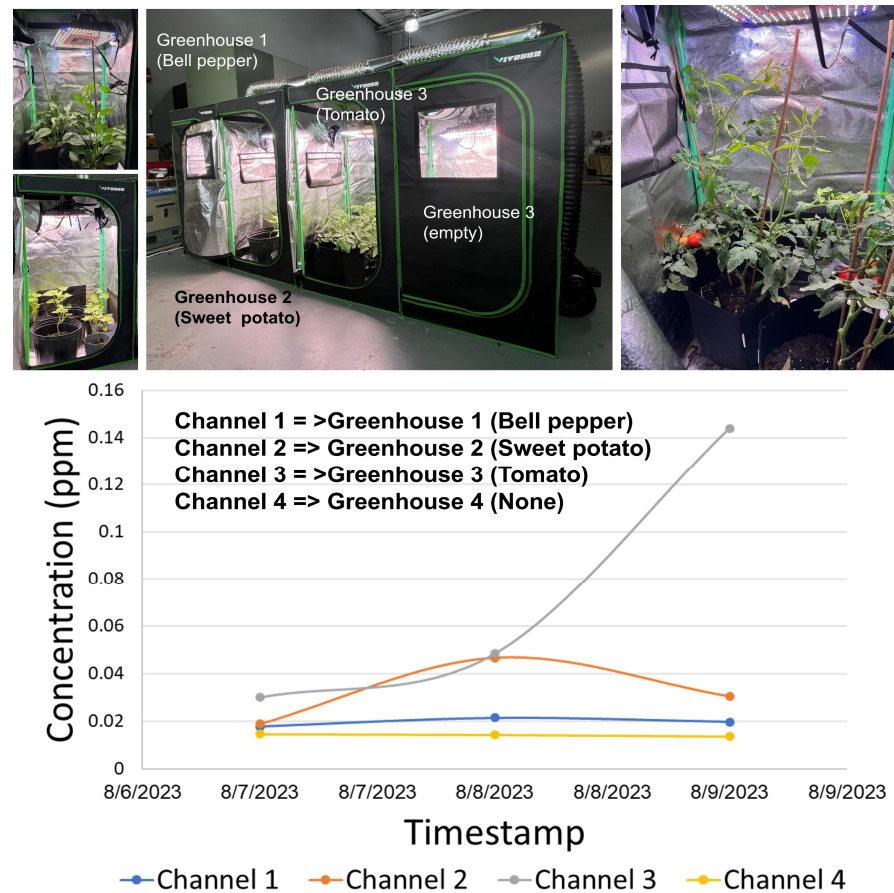 Greenhouse 1
(Bell pepper)
VIVOSUN
Greenhouse 3
(Tomato)
VIVOSUN
Greenhouse 3
(empty)
Greenhouse 2
(Sweet potato)
Channel 1 = >Greenhouse 1 (Bell pepper)
Channel 2 => Greenhouse 2 (Sweet potato)
Channel 3 = >Greenhouse 3 (Tomato)
Channel 4 => Greenhouse 4 (None)
Concentration (ppm)
0.16
0.14
0.12
0.1
0.08
0.06
0.04
0.02
0
8/6/2023 8/7/2023 8/7/2023 8/8/2023 8/8/2023 8/9/2023 8/9/2023
Timestamp
Channel 1 Channel 2 Channel 3 Channel 4